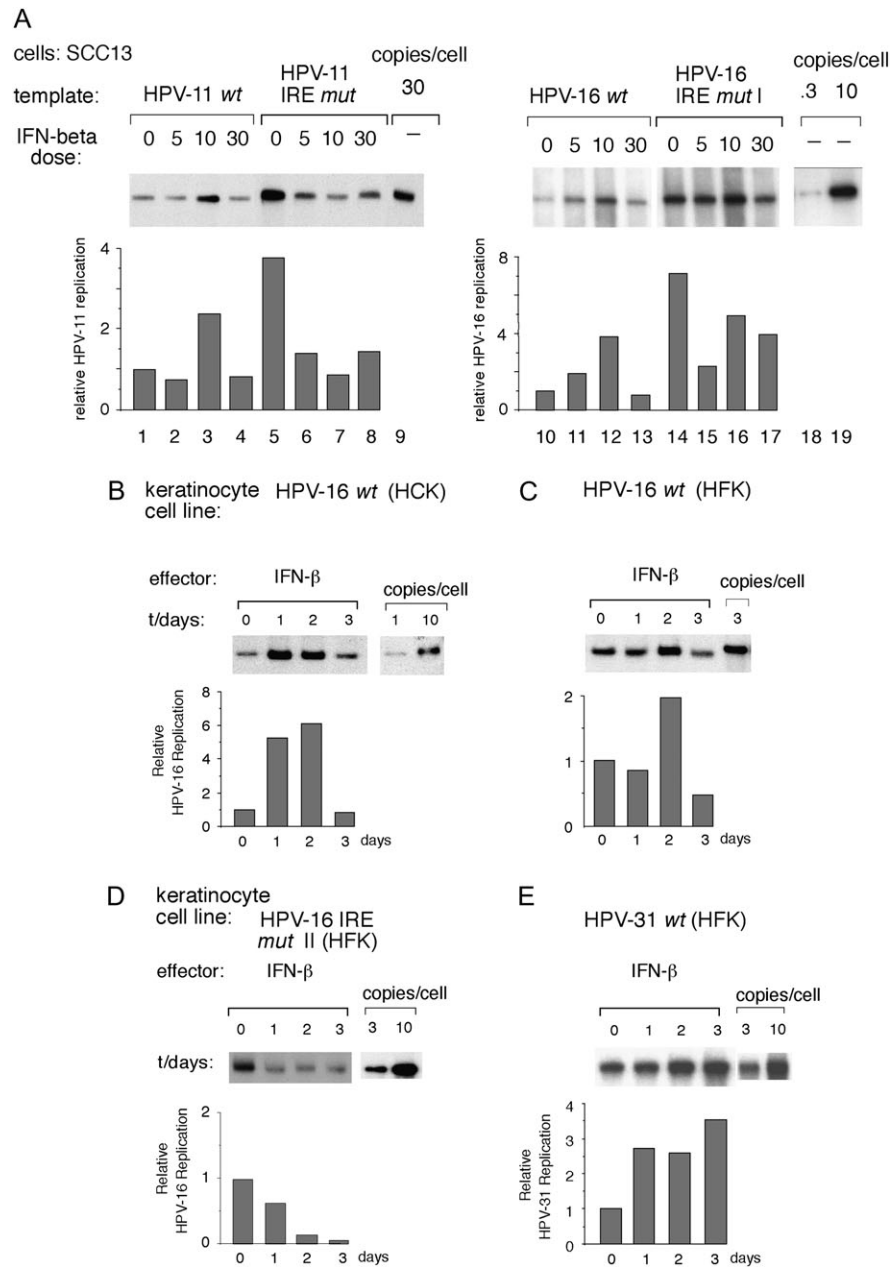 A
cells: SCC13
template:
HPV-11 wt
HPV-11
IRE mut
copies/cell
30
IFN-beta
dose:
0 5 10 30 0 5 10 30 –
relative HPV-11 replication
4
2
0
1 2 3 4 5 6 7 8 9
HPV-16 wt
HPV-16
IRE mut I
copies/cell
.3 10
0 5 10 30 0 5 10 30 – –
relative HPV-16 replication
8
4
0
10 11 12 13 14 15 16 17 18 19
B keratinocyte
cell line:
HPV-16 wt (HCK)
effector: IFN-β
copies/cell
t/days: 0 1 2 3 1 10
Relative
HPV-16 Replication
8
6
4
2
0
0 1 2 3 days
C HPV-16 wt (HFK)
IFN-β
copies/cell
0 1 2 3 3
2
1
0
0 1 2 3 days
D keratinocyte
cell line:
HPV-16 IRE
mut II (HFK)
effector: IFN-β
copies/cell
0 1 2 3 3 10
t/days:
Relative
HPV-16 Replication
2
1
0
0 1 2 3 days
E HPV-31 wt (HFK)
IFN-β
copies/cell
0 1 2 3 3 10
Relative
HPV-31 Replication
4
3
2
1
0
0 1 2 3 days